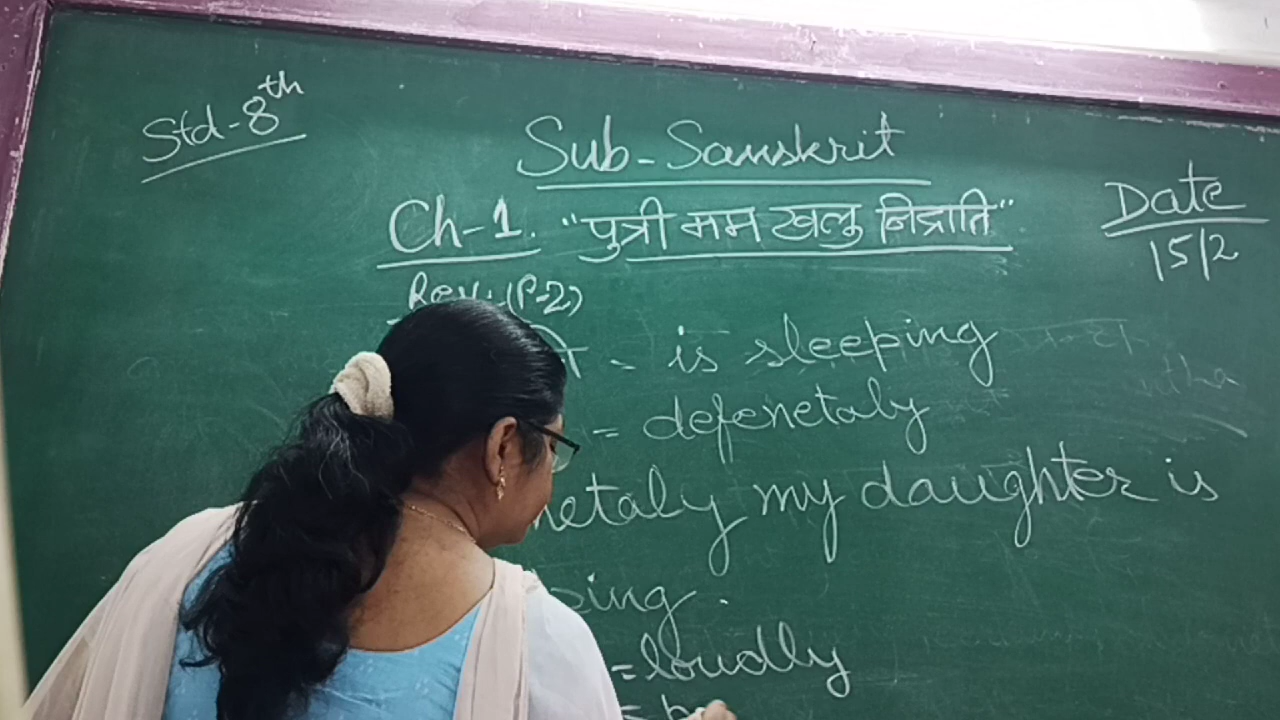 Std-8th
Sub-Sanskrit
Date
15/2
Ch-1. "पुत्री मम खलु निद्राति"
Rev: (P-2)
- is sleeping
= defenetaly
netaly my daughter is
ping.
= loudly
=